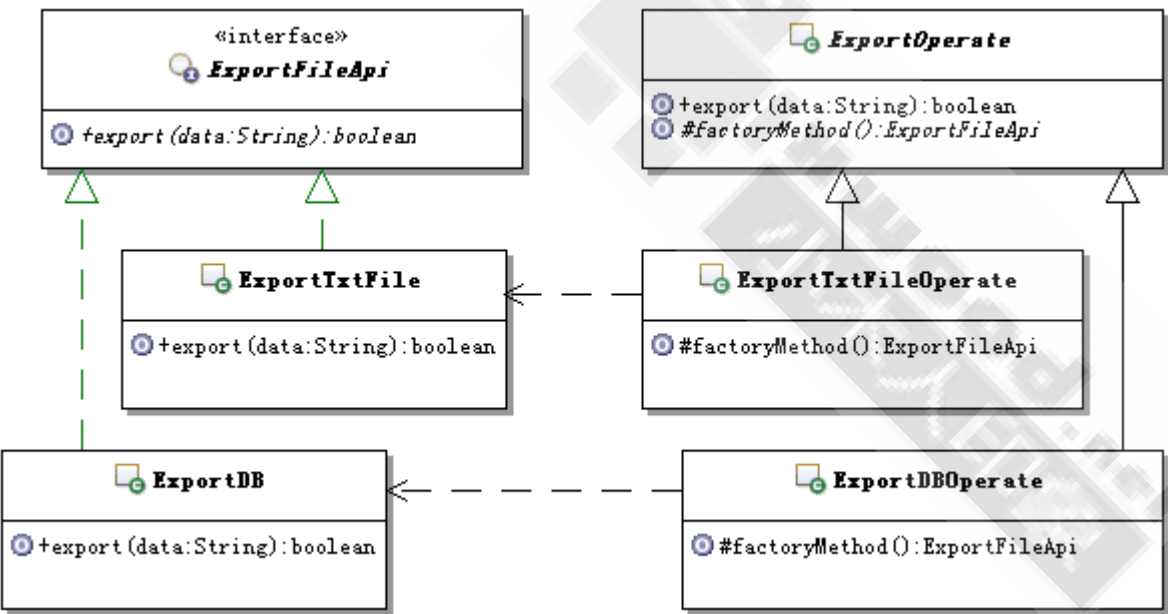 «interface»
ExportFileApi
+export(data:String):boolean
ExportOperate
+export(data:String):boolean
#factoryMethod():ExportFileApi
ExportTxtFile
+export(data:String):boolean
ExportTxtFileOperate
#factoryMethod():ExportFileApi
ExportDB
+export(data:String):boolean
ExportDBOperate
#factoryMethod():ExportFileApi